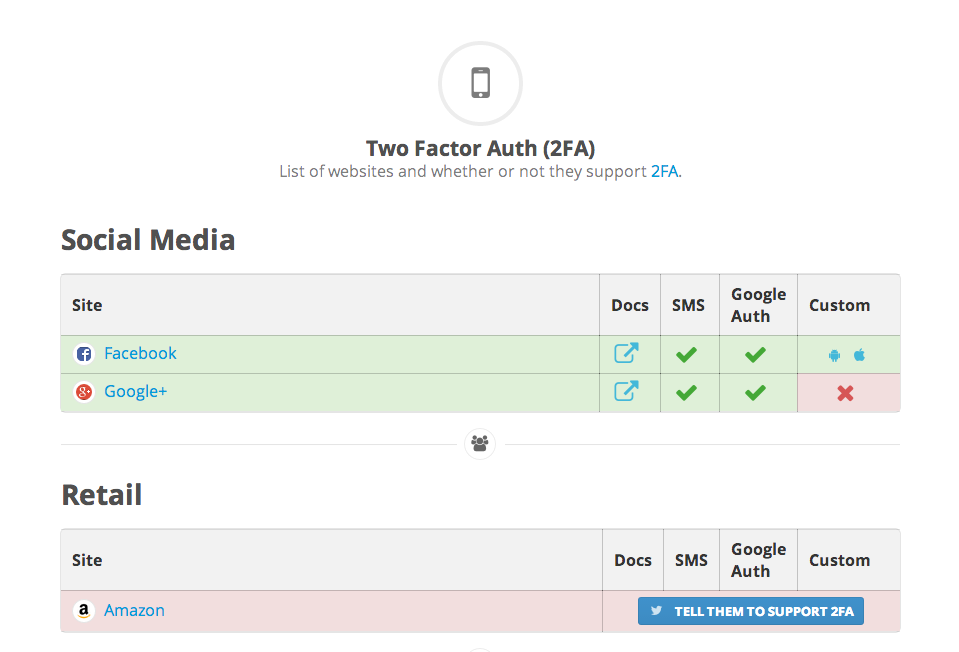 Two Factor Auth (2FA)
List of websites and whether or not they support 2FA.
Social Media
Site Docs SMS Google Auth Custom
Facebook
Google+
Retail
Site Docs SMS Google Auth Custom
Amazon TELL THEM TO SUPPORT 2FA